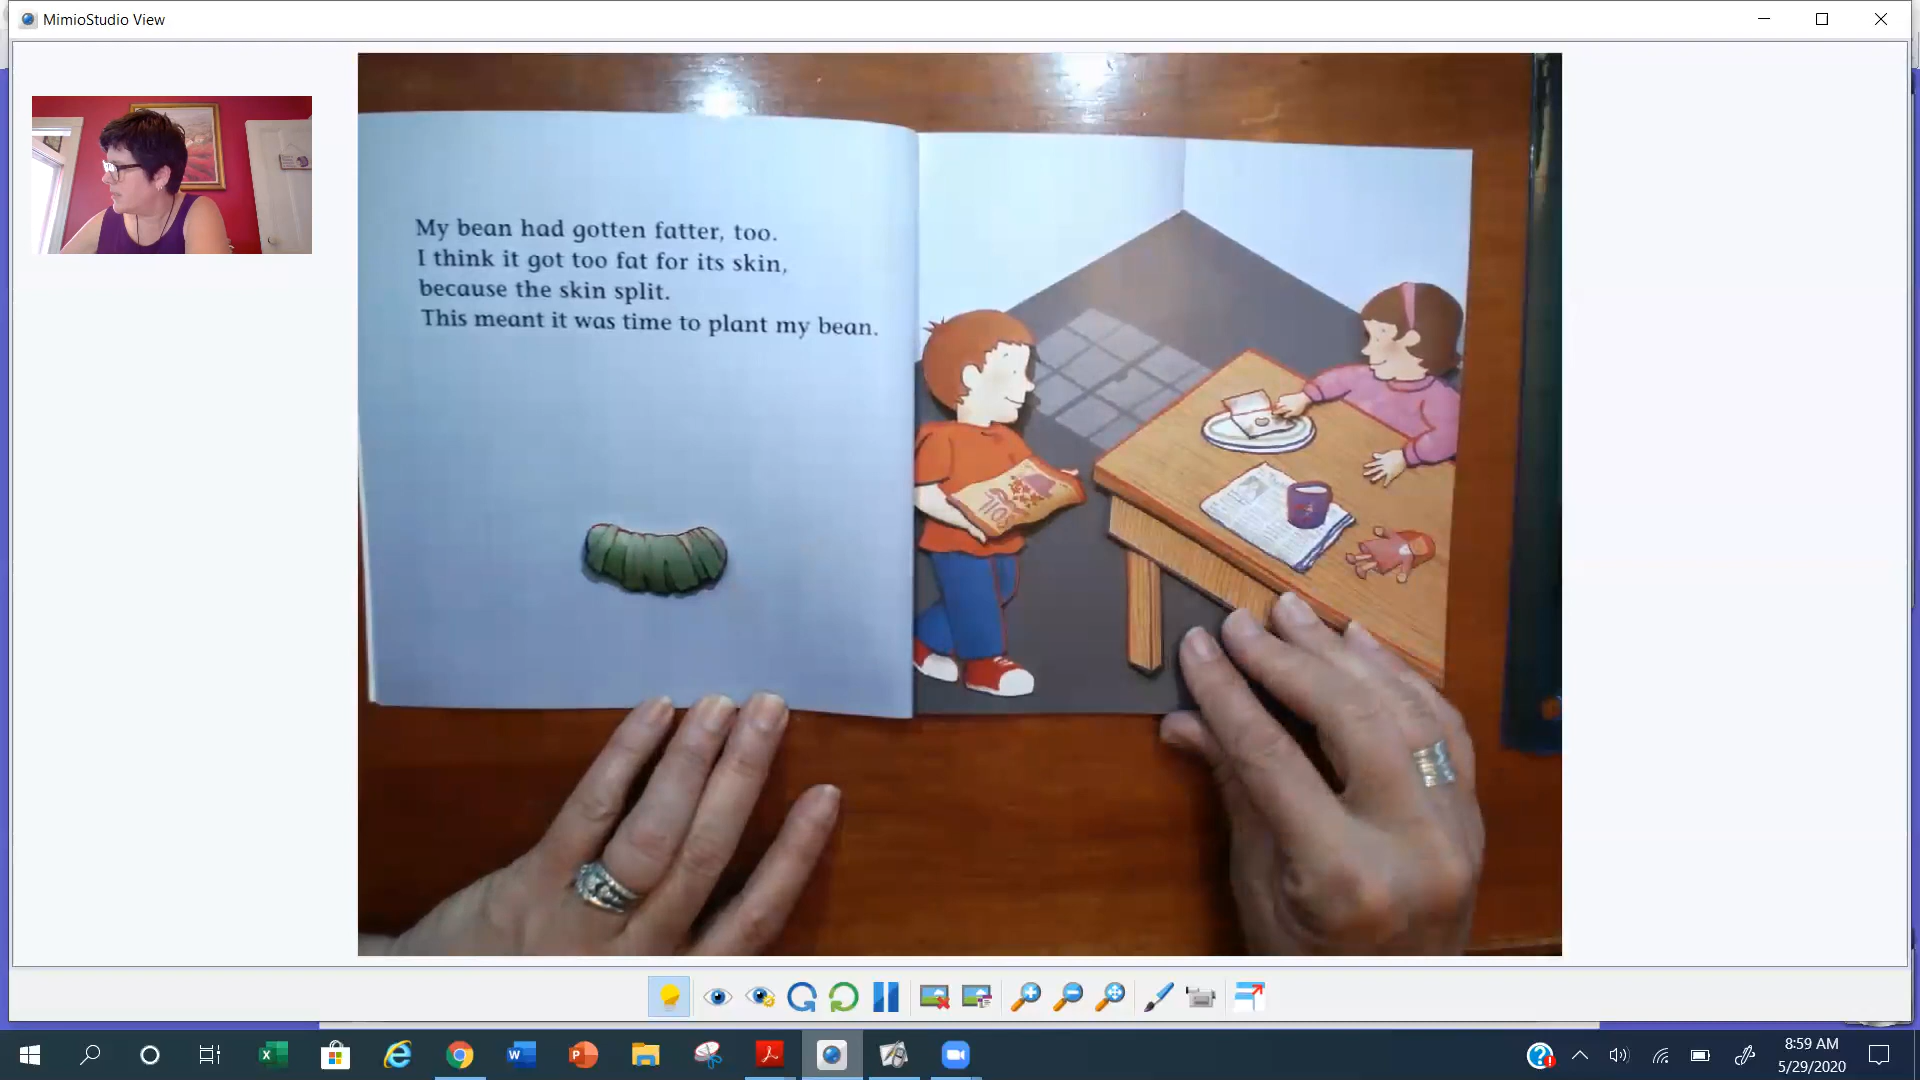 MimioStudio View
My bean had gotten fatter, too.
I think it got too fat for its skin,
because the skin split.
This meant it was time to plant my bean.
SOIL
8:59 AM
5/29/2020